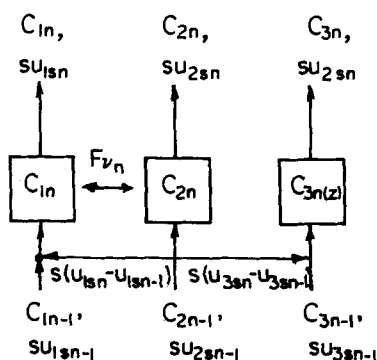 C1n, C2n, C3n,
su1sn su2sn su2sn
Fνn
C1n C2n C3n(z)
s(u1sn-u1sn-1) s(u3sn-u3sn-1)
C1n-1, C2n-1, C3n-1,
su1sn-1 su2sn-1 su3sn-1